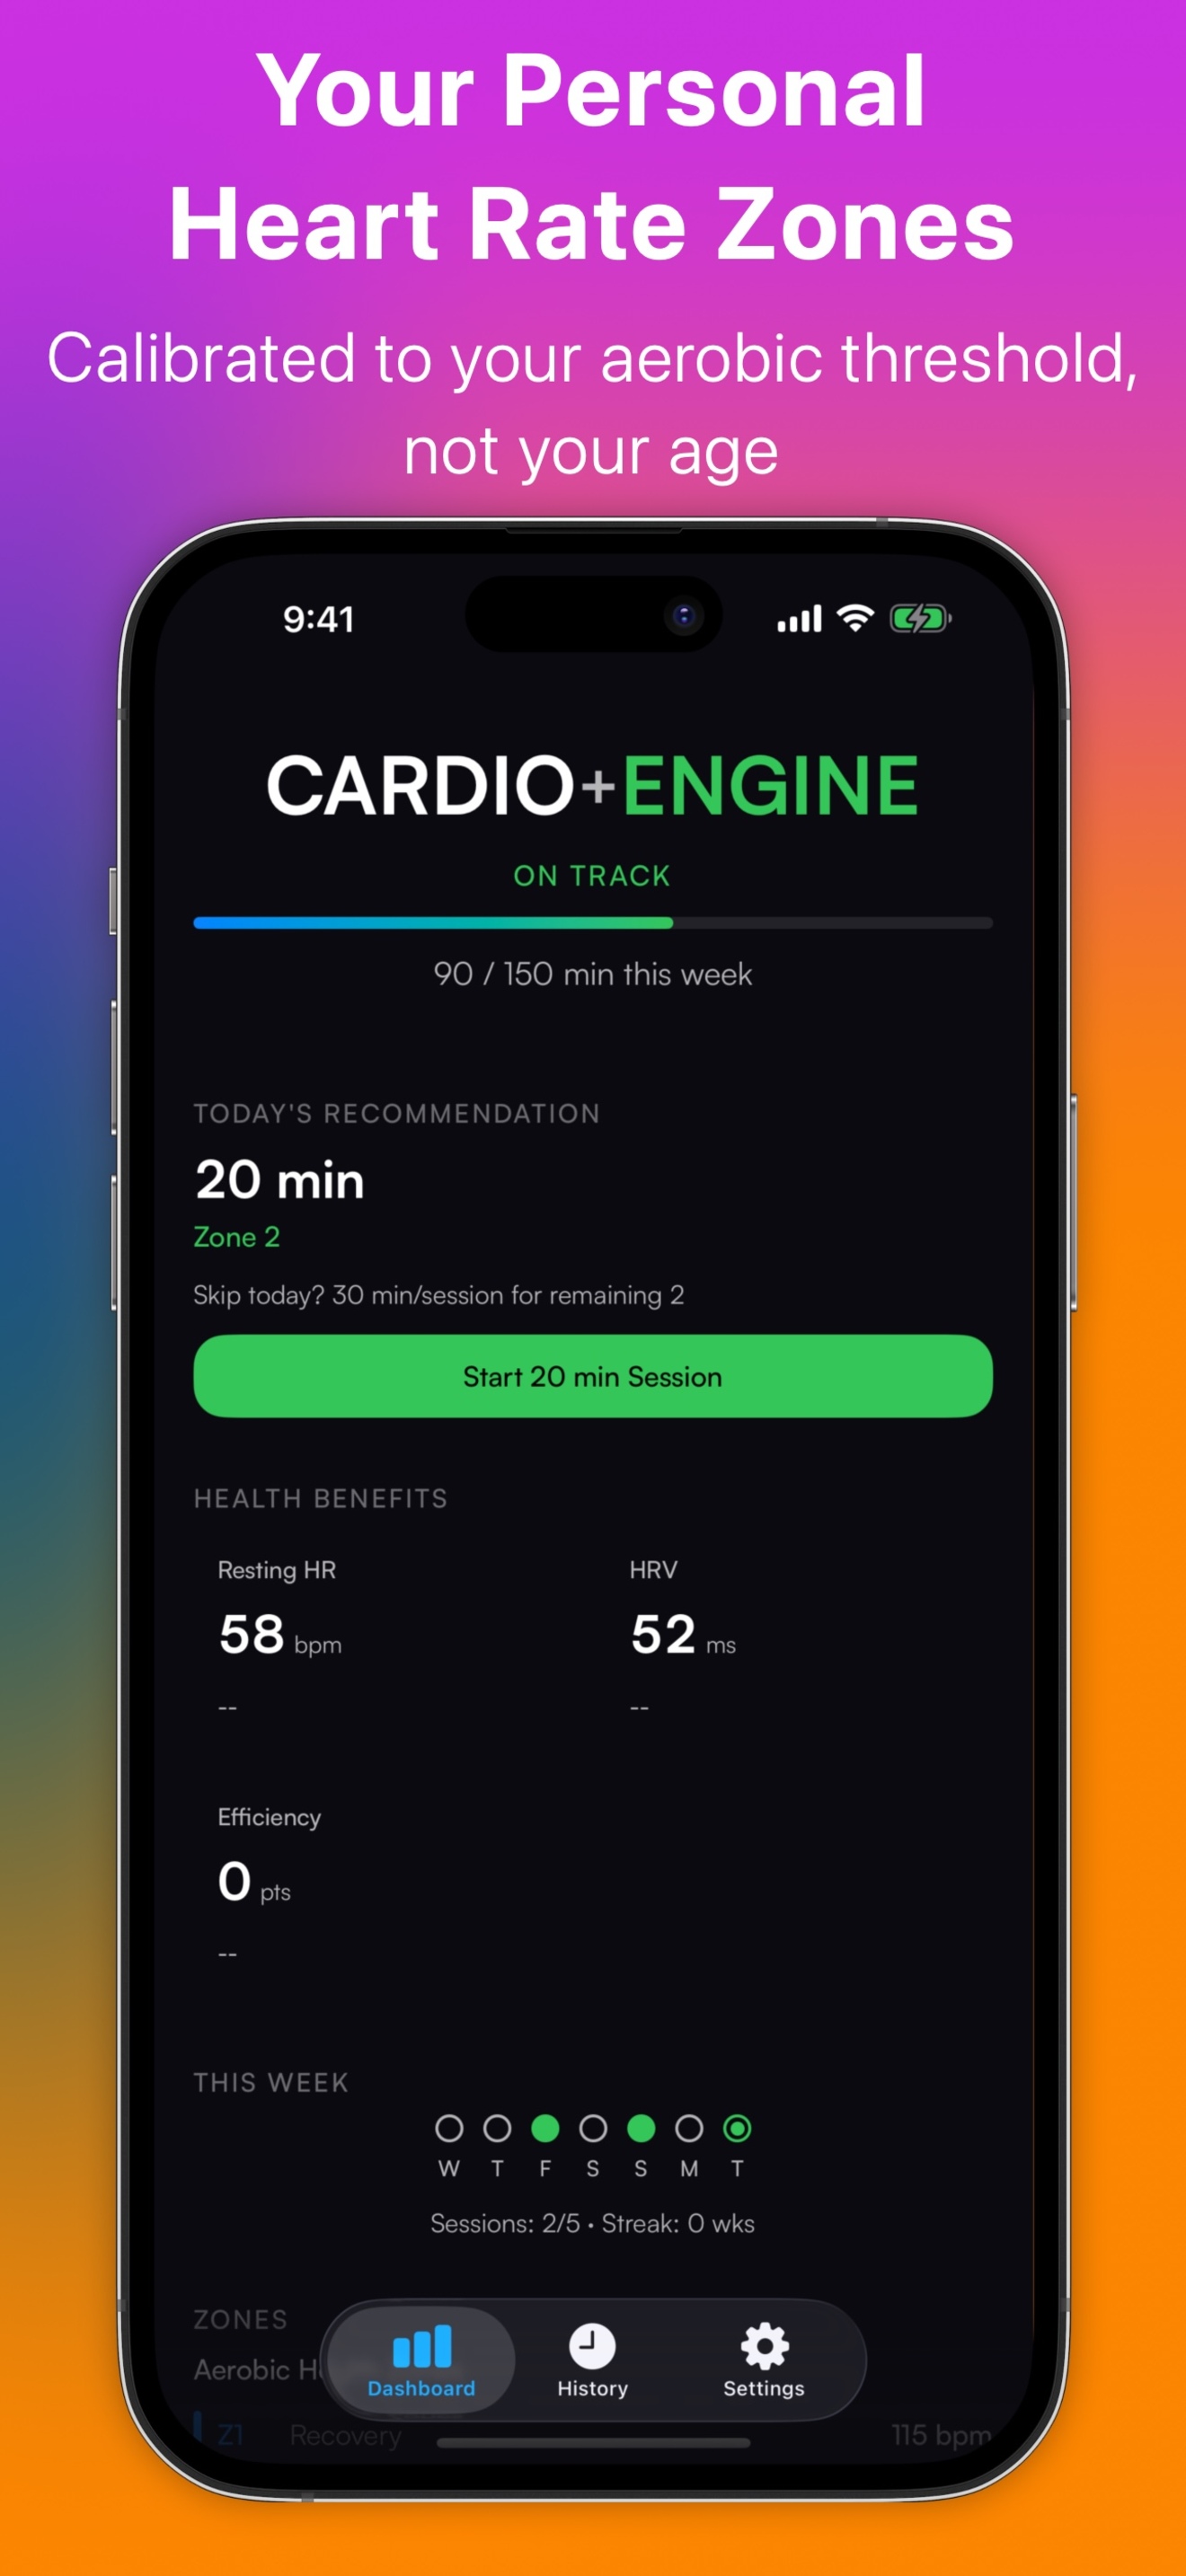 Your Personal
Heart Rate Zones
Calibrated to your aerobic threshold,
not your age
9:41
CARDIO+ENGINE
ON TRACK
90 / 150 min this week
TODAY'S RECOMMENDATION
20 min
Zone 2
Skip today? 30 min/session for remaining 2
Start 20 min Session
HEALTH BENEFITS
Resting HR HRV
58 bpm 52 ms
-- --
Efficiency
0 pts
--
THIS WEEK
W T F S S M T
Sessions: 2/5 • Streak: 0 wks
ZONES
Aerobic
Dashboard History Settings
Z1 Recovery 115 bpm